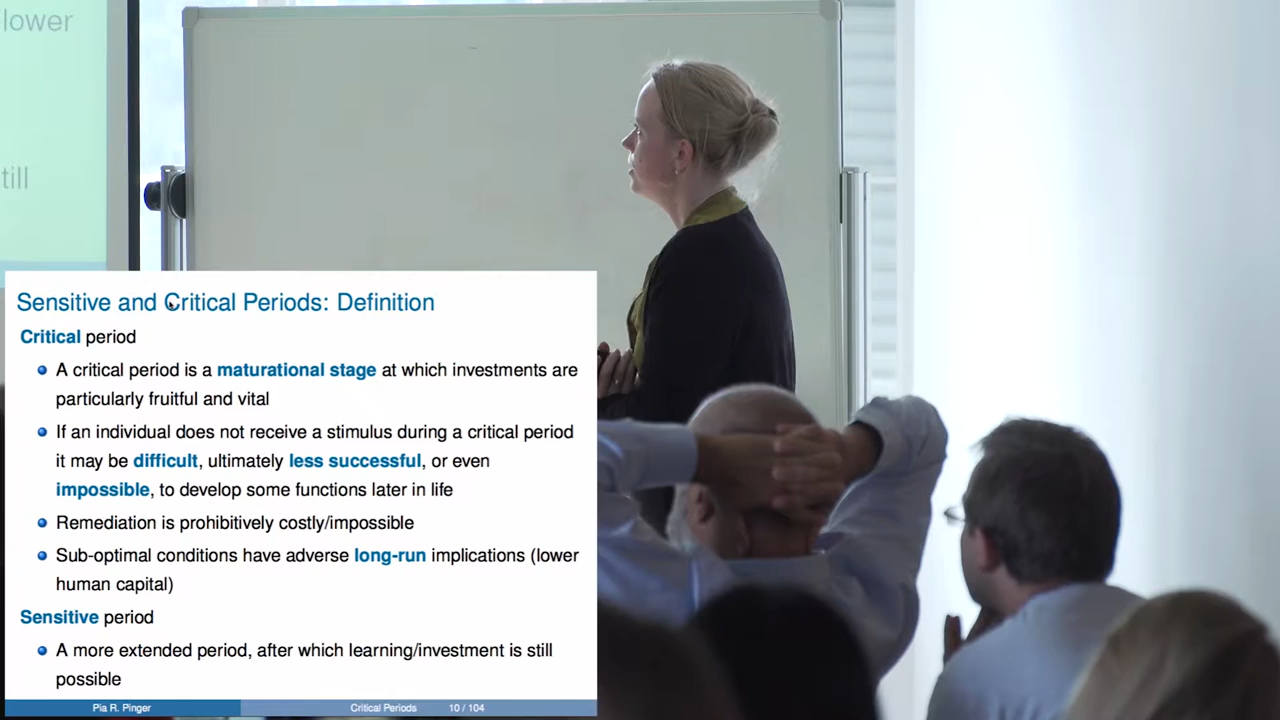 lower
till
Sensitive and Critical Periods: Definition
Critical period
A critical period is a maturational stage at which investments are
particularly fruitful and vital
If an individual does not receive a stimulus during a critical period
it may be difficult, ultimately less successful, or even
impossible, to develop some functions later in life
Remediation is prohibitively costly/impossible
Sub-optimal conditions have adverse long-run implications (lower
human capital)
Sensitive period
A more extended period, after which learning/investment is still
possible
Pia R. Pinger Critical Periods 10 / 104